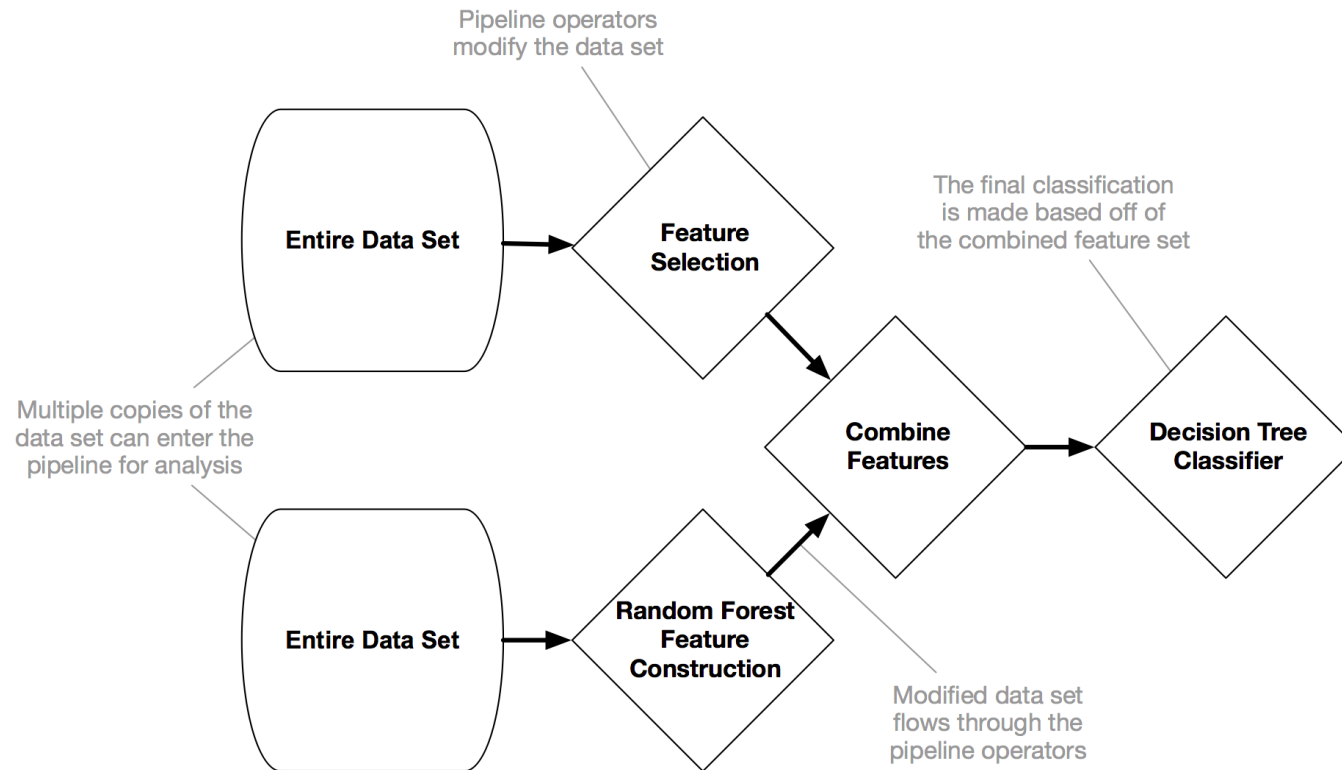 Pipeline operators
modify the data set
Entire Data Set
Feature
Selection
The final classification
is made based off of
the combined feature set
Multiple copies of the
data set can enter the
pipeline for analysis
Combine
Features
Decision Tree
Classifier
Entire Data Set
Random Forest
Feature
Construction
Modified data set
flows through the
pipeline operators